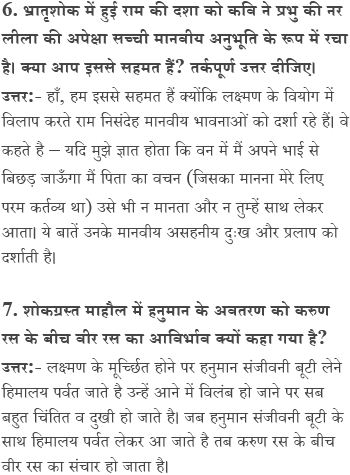 6. भ्रातृशोक में हुई राम की दशा को कवि ने प्रभु की नर
लीला की अपेक्षा सच्ची मानवीय अनुभूति के रूप में रचा
है। क्या आप इससे सहमत हैं? तर्कपूर्ण उत्तर दीजिए।
उत्तर:- हाँ, हम इससे सहमत हैं क्योंकि लक्ष्मण के वियोग में
विलाप करते राम निसंदेह मानवीय भावनाओं को दर्शा रहे हैं। वे
कहते है – यदि मुझे ज्ञात होता कि वन में मैं अपने भाई से
बिछड़ जाऊँगा मैं पिता का वचन (जिसका मानना मेरे लिए
परम कर्तव्य था) उसे भी न मानता और न तुम्हें साथ लेकर
आता। ये बातें उनके मानवीय असहनीय दुःख और प्रलाप को
दर्शाती है।
7. शोकग्रस्त माहौल में हनुमान के अवतरण को करुण
रस के बीच वीर रस का आविर्भाव क्यों कहा गया है?
उत्तर:- लक्ष्मण के मूर्च्छित होने पर हनुमान संजीवनी बूटी लेने
हिमालय पर्वत जाते है उन्हें आने में विलंब हो जाने पर सब
बहुत चिंतित व दुखी हो जाते है। जब हनुमान संजीवनी बूटी के
साथ हिमालय पर्वत लेकर आ जाते है तब करुण रस के बीच
वीर रस का संचार हो जाता है।